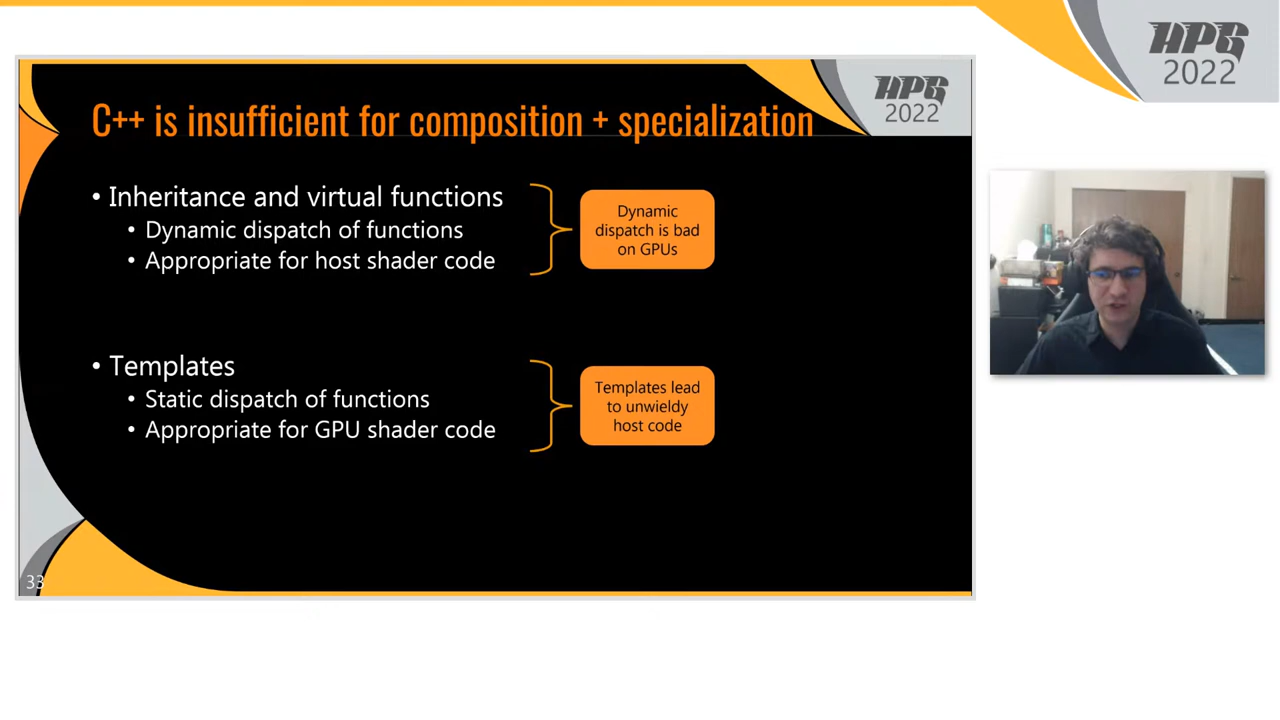 HPG
2022
HPG
2022
C++ is insufficient for composition + specialization
• Inheritance and virtual functions
• Dynamic dispatch of functions
• Appropriate for host shader code
Dynamic
dispatch is bad
on GPUs
• Templates
• Static dispatch of functions
• Appropriate for GPU shader code
Templates lead
to unwieldy
host code
33